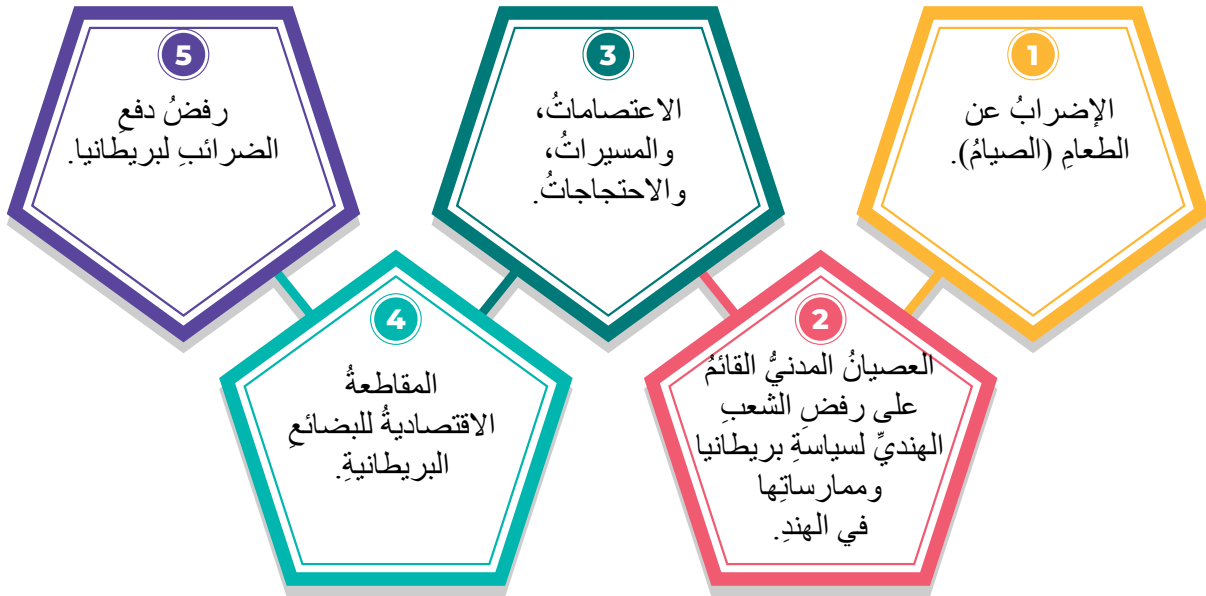 1
الإضرابُ عن
الطعامِ (الصيامُ).
2
العصيانُ المدنيُّ القائمُ
على رفضِ الشعبِ
الهنديِّ لسياسةِ بريطانيا
وممارساتِها
في الهندِ.
3
الاعتصاماتُ،
والمسيراتُ،
والاحتجاجاتُ.
4
المقاطعةُ
الاقتصاديةُ للبضائعِ
البريطانيةِ.
5
رفضُ دفعِ
الضرائبِ لبريطانيا.